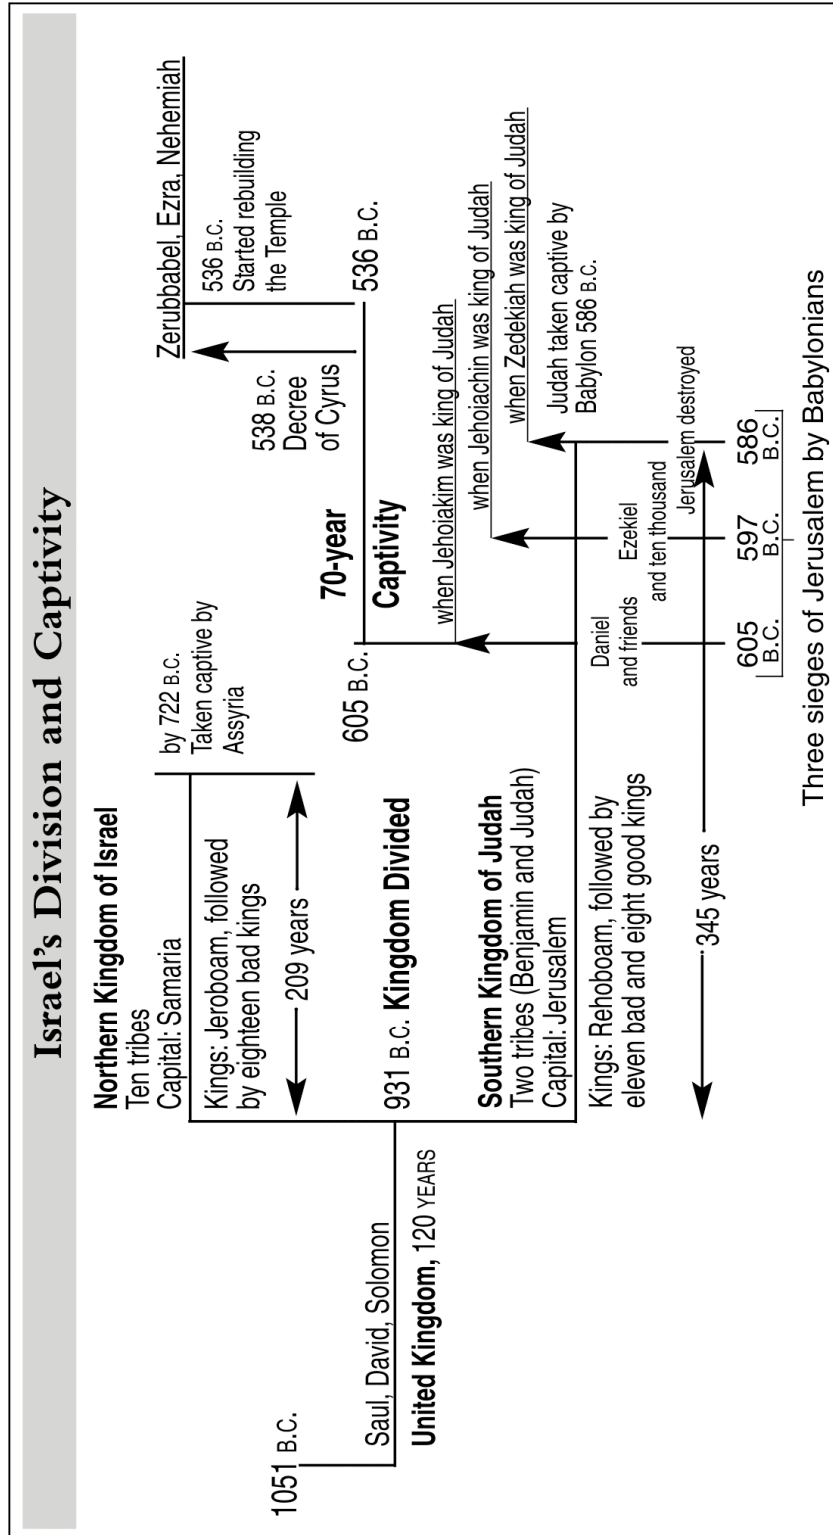 Israel's Division and Captivity
1051 B.C.
Saul, David, Solomon
United Kingdom, 120 YEARS
Northern Kingdom of Israel
Ten tribes
Capital: Samaria
Kings: Jeroboam, followed
by eighteen bad kings
209 years
by 722 B.C.
Taken captive by
Assyria
931 B.C. Kingdom Divided
Southern Kingdom of Judah
Two tribes (Benjamin and Judah)
Capital: Jerusalem
Kings: Rehoboam, followed by
eleven bad and eight good kings
345 years
605 B.C.
70-year
Captivity
538 B.C.
Decree
of Cyrus
Zerubbabel, Ezra, Nehemiah
536 B.C.
Started rebuilding
the Temple
536 B.C.
when Jehoiakim was king of Judah
when Jehoiachin was king of Judah
when Zedekiah was king of Judah
Judah taken captive by
Babylon 586 B.C.
Daniel
and friends
Ezekiel
and ten thousand
Jerusalem destroyed
605
B.C.
597
B.C.
586
B.C.
Three sieges of Jerusalem by Babylonians